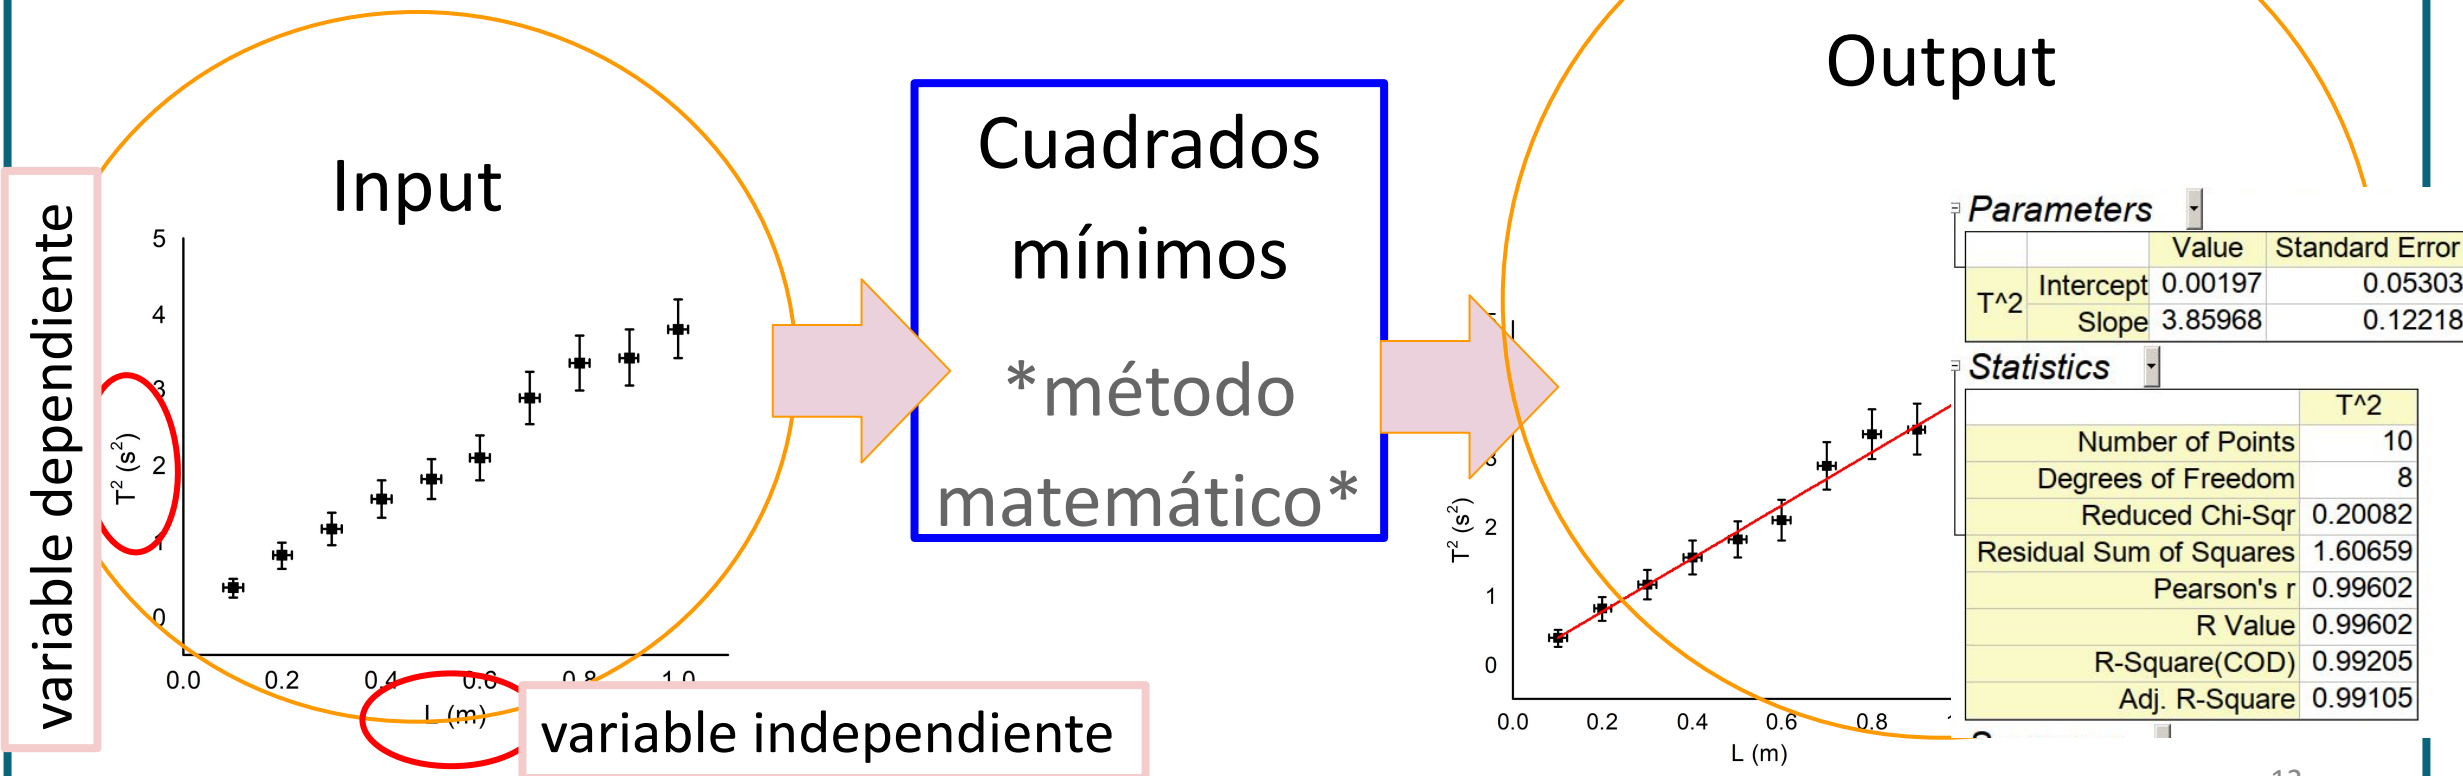 Input
variable dependiente
5
4
3
2
1
0
T² (s²)
0.0 0.2 0.4 0.6 0.8 1.0
L (m)
variable independiente
Cuadrados
mínimos
*método
matemático*
Output
3
2
1
0
T² (s²)
0.0 0.2 0.4 0.6 0.8
L (m)
Parameters
Value Standard Error
T^2 Intercept 0.00197 0.05303
Slope 3.85968 0.12218
Statistics
T^2
Number of Points 10
Degrees of Freedom 8
Reduced Chi-Sqr 0.20082
Residual Sum of Squares 1.60659
Pearson's r 0.99602
R Value 0.99602
R-Square(COD) 0.99205
Adj. R-Square 0.99105